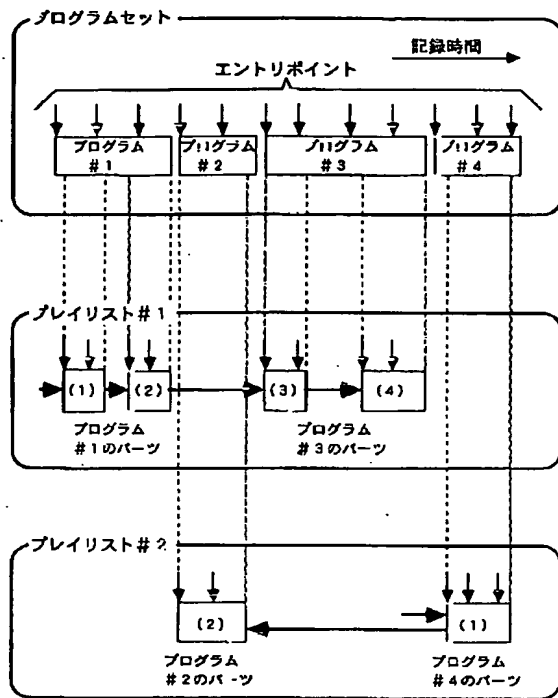 プログラムセット
記録時間
エントリポイント
プログラム
#1
プログラム
#2
プログラム
#3
プログラム
#4
プレイリスト#1
(1)
(2)
(3)
(4)
プログラム
#1のパーツ
プログラム
#3のパーツ
プレイリスト#2
(2)
(1)
プログラム
#2のパーツ
プログラム
#4のパーツ